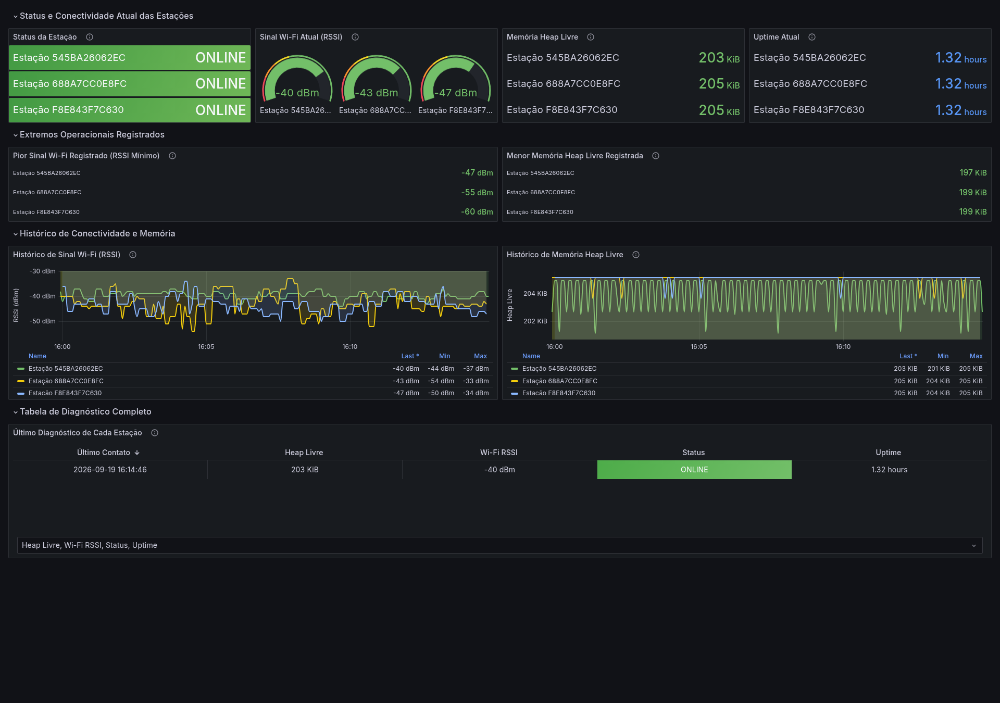 Status e Conectividade Atual das Estações
Status da Estação
Estação 545BA26062EC ONLINE
Estação 688A7CC0E8FC ONLINE
Estação F8E843F7C630 ONLINE
Sinal Wi-Fi Atual (RSSI)
-40 dBm -43 dBm -47 dBm
Estação 545BA26... Estação 688A7CC... Estação F8E843F7...
Memória Heap Livre
Estação 545BA26062EC 203 KiB
Estação 688A7CC0E8FC 205 KiB
Estação F8E843F7C630 205 KiB
Uptime Atual
Estação 545BA26062EC 1.32 hours
Estação 688A7CC0E8FC 1.32 hours
Estação F8E843F7C630 1.32 hours
Extremos Operacionais Registrados
Pior Sinal Wi-Fi Registrado (RSSI Mínimo)
Estação 545BA26062EC -47 dBm
Estação 688A7CC0E8FC -55 dBm
Estação F8E843F7C630 -60 dBm
Menor Memória Heap Livre Registrada
Estação 545BA26062EC 197 KiB
Estação 688A7CC0E8FC 199 KiB
Estação F8E843F7C630 199 KiB
Histórico de Conectividade e Memória
Histórico de Sinal Wi-Fi (RSSI)
RSSI (dBm)
-30 dBm
-40 dBm
-50 dBm
16:00 16:05 16:10
Name Last * Min Max
Estação 545BA26062EC -40 dBm -44 dBm -37 dBm
Estação 688A7CC0E8FC -43 dBm -54 dBm -33 dBm
Estação F8E843F7C630 -47 dBm -50 dBm -34 dBm
Histórico de Memória Heap Livre
Heap Livre
204 KiB
202 KiB
16:00 16:05 16:10
Name Last * Min Max
Estação 545BA26062EC 203 KiB 201 KiB 205 KiB
Estação 688A7CC0E8FC 205 KiB 204 KiB 205 KiB
Estação F8E843F7C630 205 KiB 204 KiB 205 KiB
Tabela de Diagnóstico Completo
Último Diagnóstico de Cada Estação
Último Contato Heap Livre Wi-Fi RSSI Status Uptime
2026-09-19 16:14:46 203 KiB -40 dBm ONLINE 1.32 hours
Heap Livre, Wi-Fi RSSI, Status, Uptime